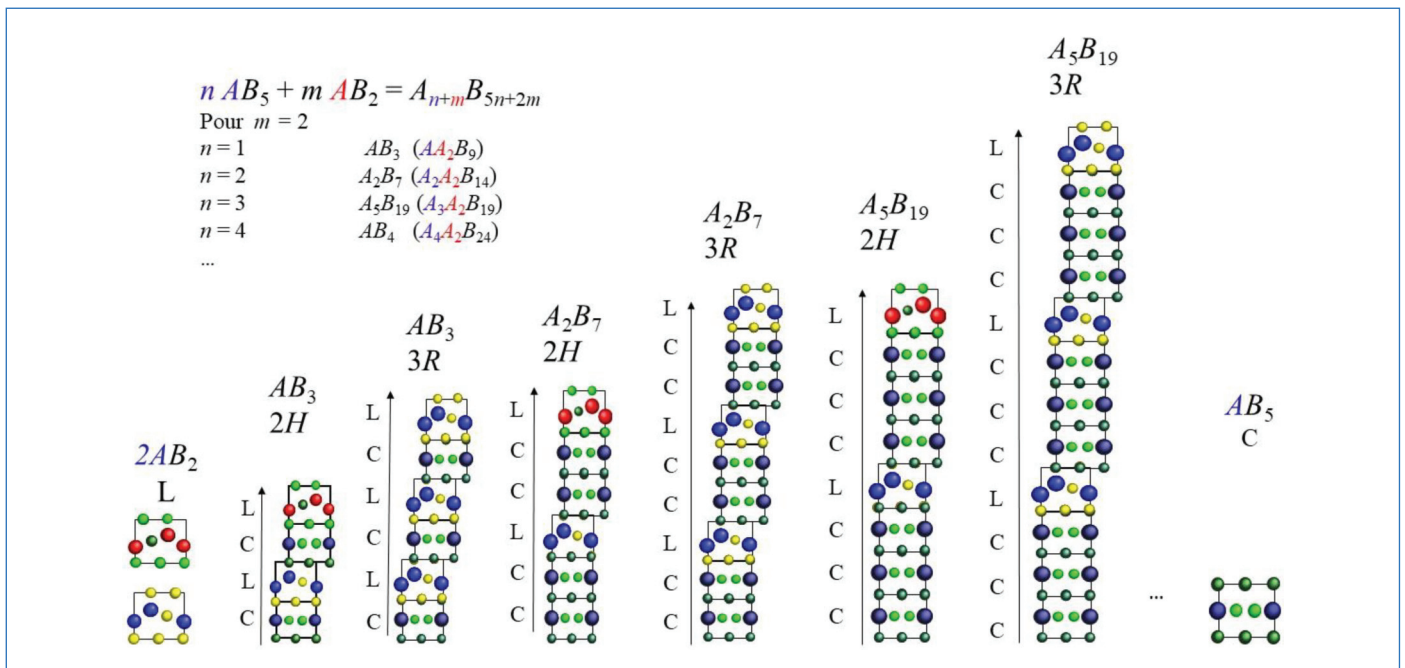 n AB₅ + m AB₂ = Aₙ₊ₘB₅ₙ₊₂ₘ
Pour m = 2
n = 1 AB₃ (AA₂B₉)
n = 2 A₂B₇ (A₂A₂B₁₄)
n = 3 A₅B₁₉ (A₃A₂B₁₉)
n = 4 AB₄ (A₄A₂B₂₄)
...
2AB₂
L
AB₃
2H
L
C
L
C
AB₃
3R
L
C
L
C
L
C
A₂B₇
2H
L
C
C
L
C
C
A₂B₇
3R
L
C
C
L
C
C
L
C
C
A₅B₁₉
2H
L
C
C
C
L
C
C
C
A₅B₁₉
3R
L
C
C
C
L
C
C
C
L
C
C
C
...
AB₅
C